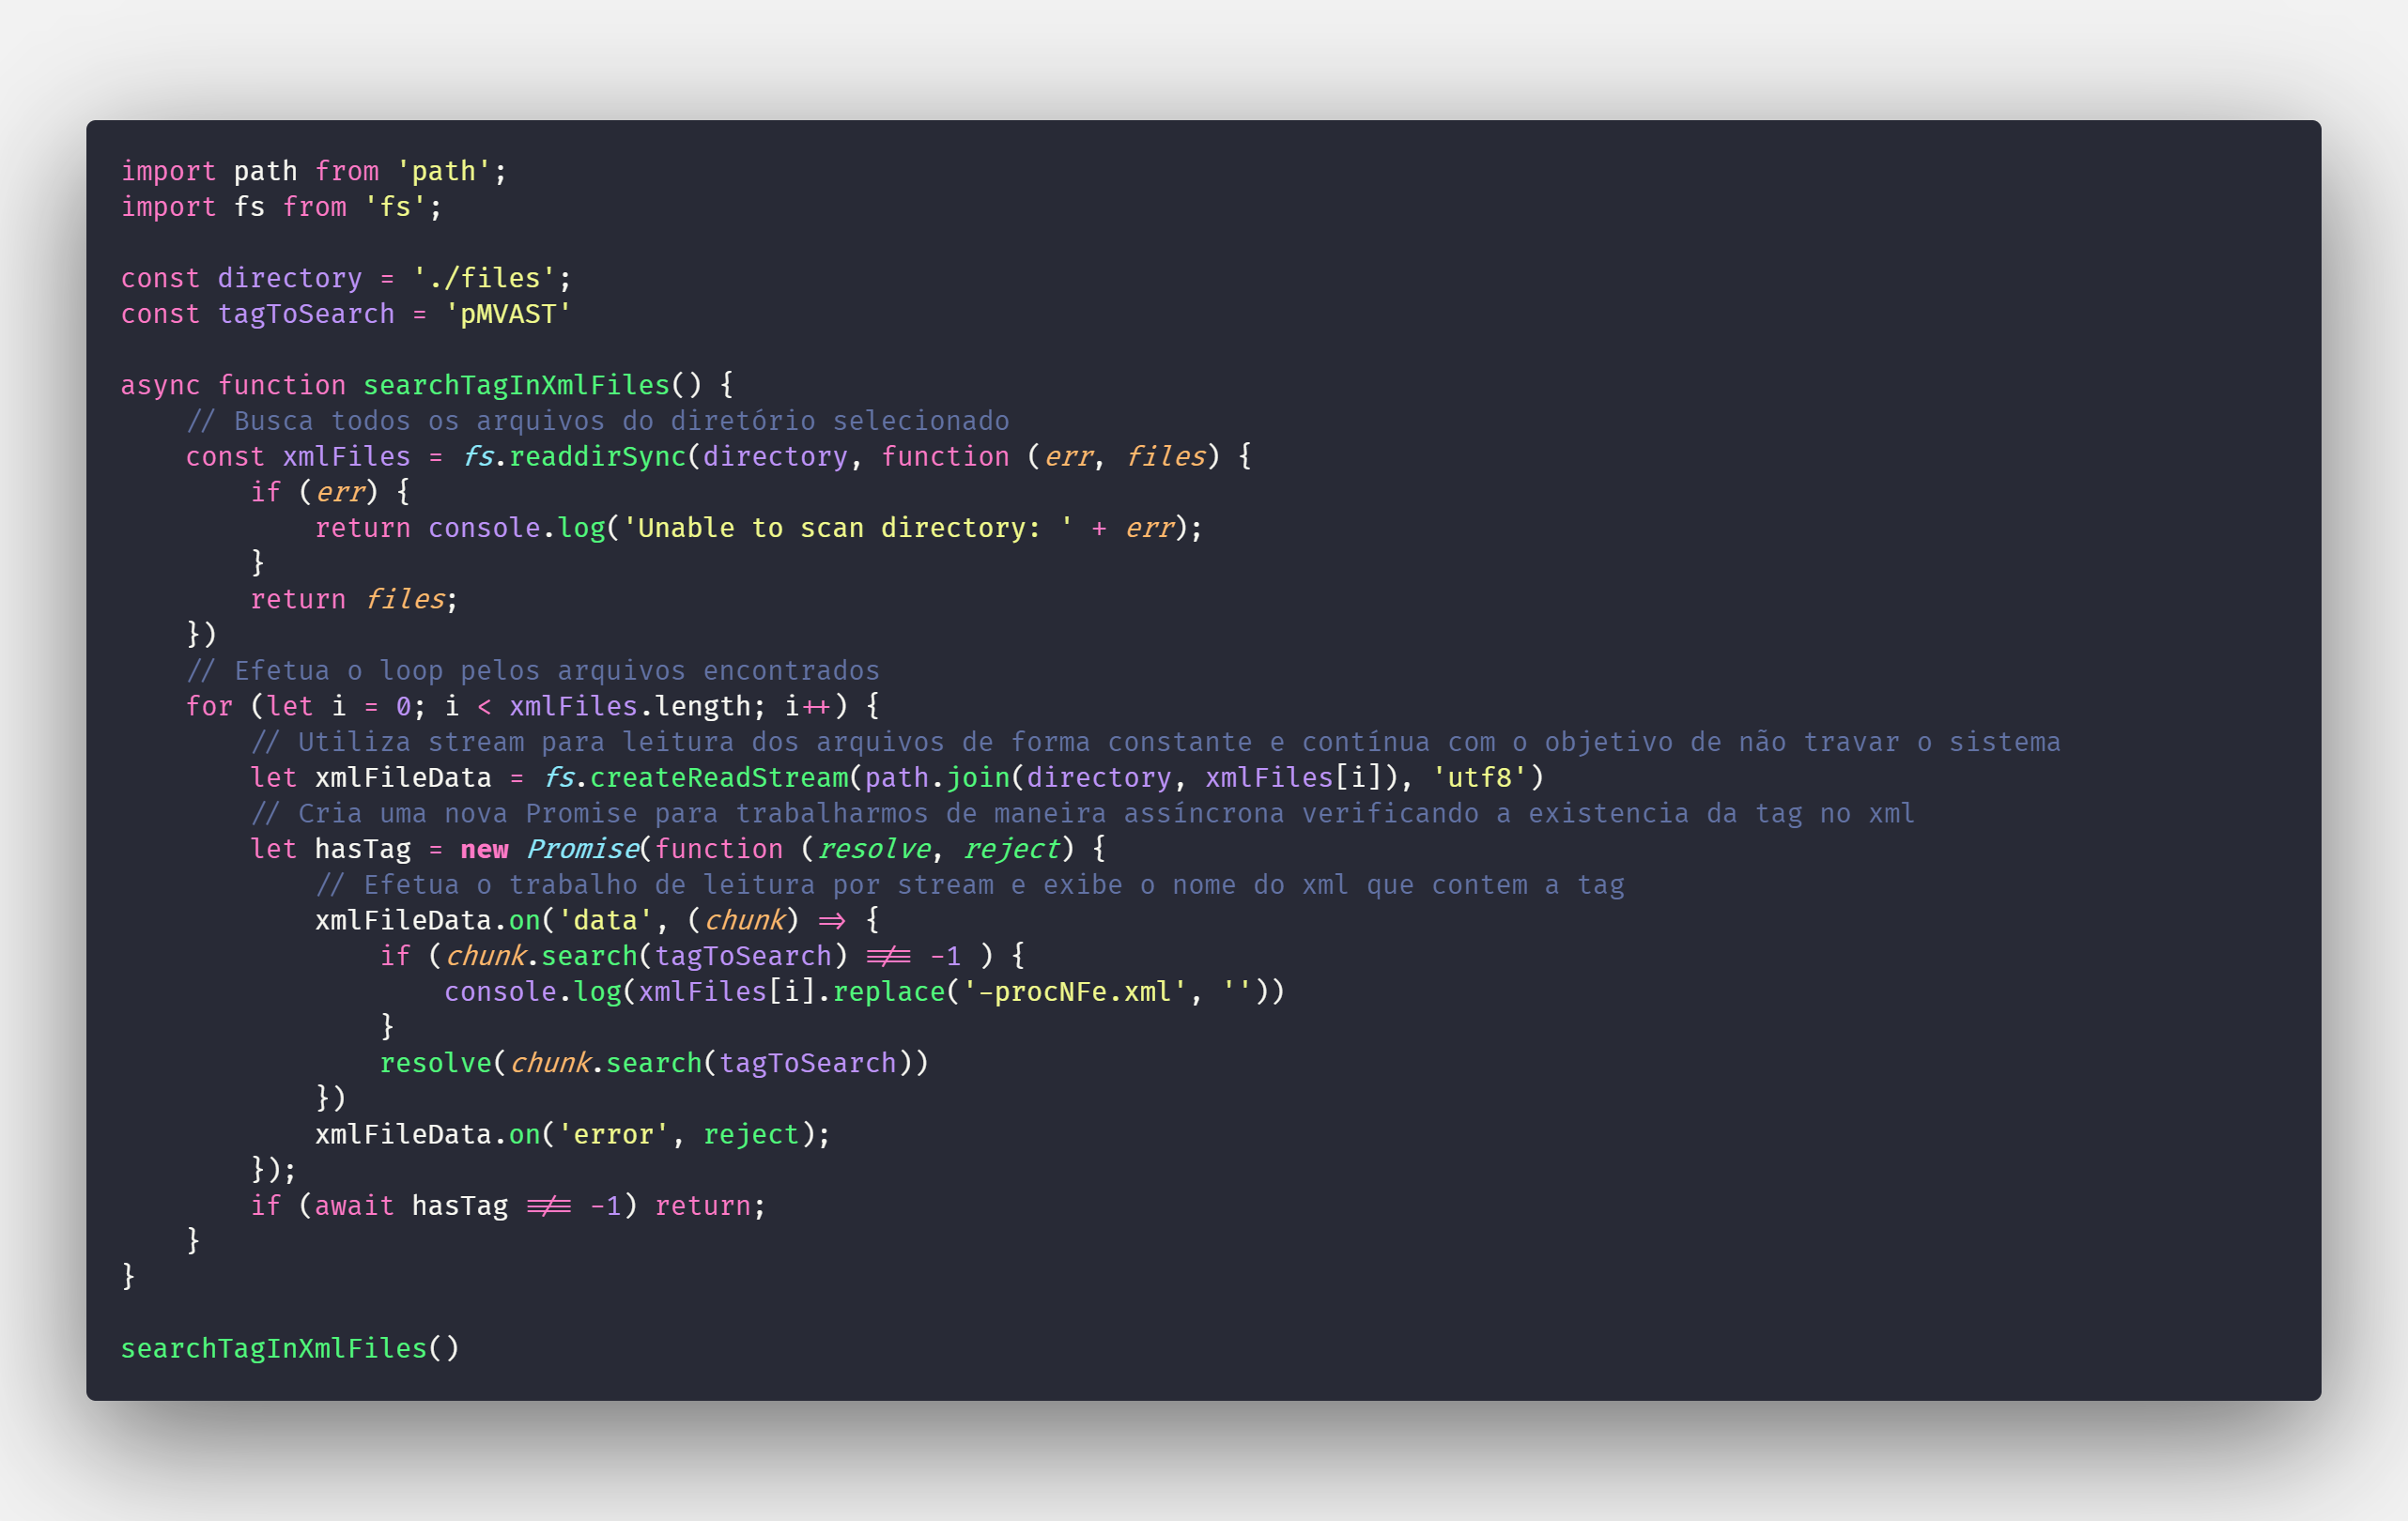 import path from 'path';
import fs from 'fs';

const directory = './files';
const tagToSearch = 'pMVAST'

async function searchTagInXmlFiles() {
    // Busca todos os arquivos do diretório selecionado
    const xmlFiles = fs.readdirSync(directory, function (err, files) {
        if (err) {
            return console.log('Unable to scan directory: ' + err);
        }
        return files;
    })
    // Efetua o loop pelos arquivos encontrados
    for (let i = 0; i < xmlFiles.length; i++) {
        // Utiliza stream para leitura dos arquivos de forma constante e contínua com o objetivo de não travar o sistema
        let xmlFileData = fs.createReadStream(path.join(directory, xmlFiles[i]), 'utf8')
        // Cria uma nova Promise para trabalharmos de maneira assíncrona verificando a existencia da tag no xml
        let hasTag = new Promise(function (resolve, reject) {
            // Efetua o trabalho de leitura por stream e exibe o nome do xml que contem a tag
            xmlFileData.on('data', (chunk) => {
                if (chunk.search(tagToSearch) !== -1 ) {
                    console.log(xmlFiles[i].replace('-procNFe.xml', ''))
                }
                resolve(chunk.search(tagToSearch))
            })
            xmlFileData.on('error', reject);
        });
        if (await hasTag !== -1) return;
    }
}

searchTagInXmlFiles()